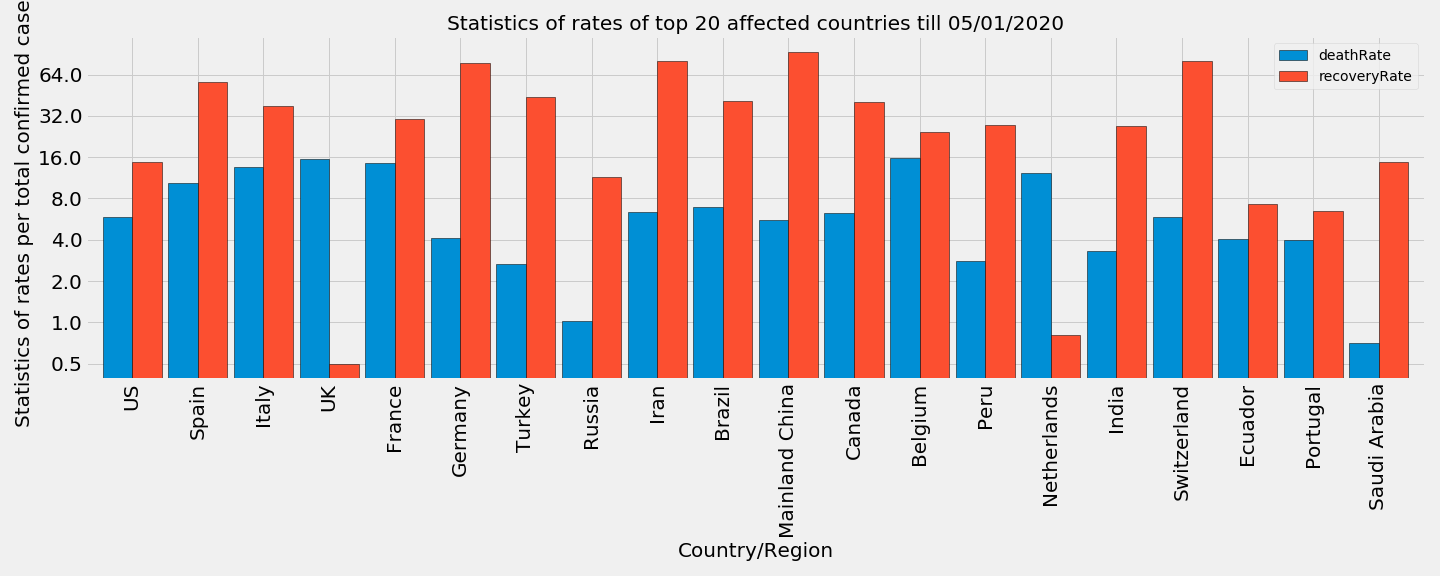 Statistics of rates of top 20 affected countries till 05/01/2020
Statistics of rates per total confirmed case
64.0
32.0
16.0
8.0
4.0
2.0
1.0
0.5
deathRate
recoveryRate
US
Spain
Italy
UK
France
Germany
Turkey
Russia
Iran
Brazil
Mainland China
Canada
Belgium
Peru
Netherlands
India
Switzerland
Ecuador
Portugal
Saudi Arabia
Country/Region